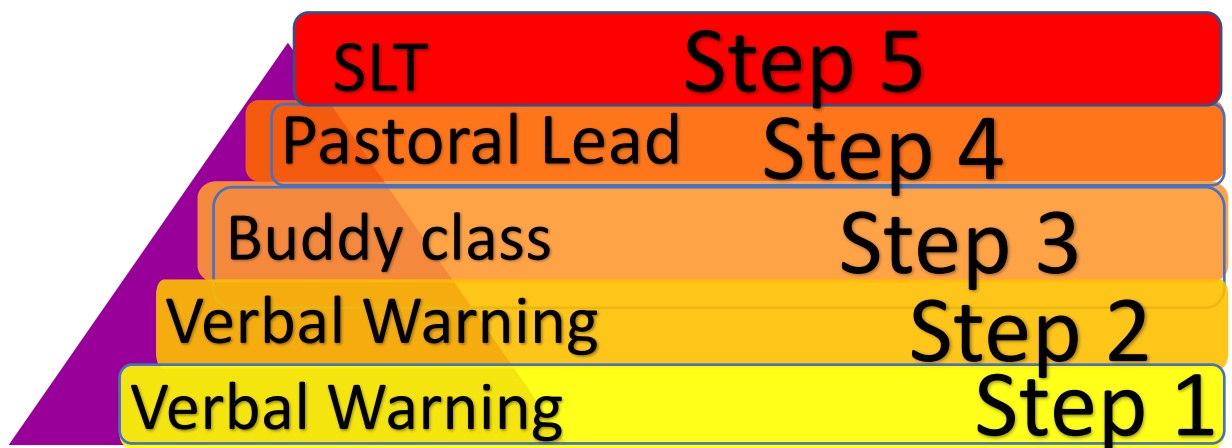 SLT Step 5
Pastoral Lead Step 4
Buddy class Step 3
Verbal Warning Step 2
Verbal Warning Step 1